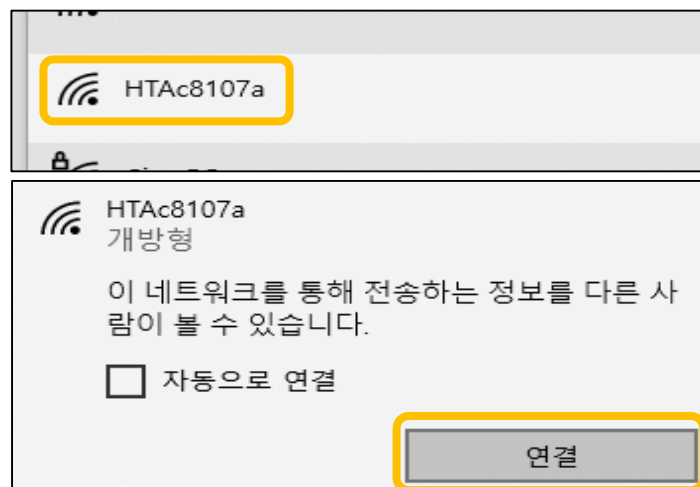 HTAc8107a
HTAc8107a
개방형
이 네트워크를 통해 전송하는 정보를 다른 사
람이 볼 수 있습니다.
자동으로 연결
연결